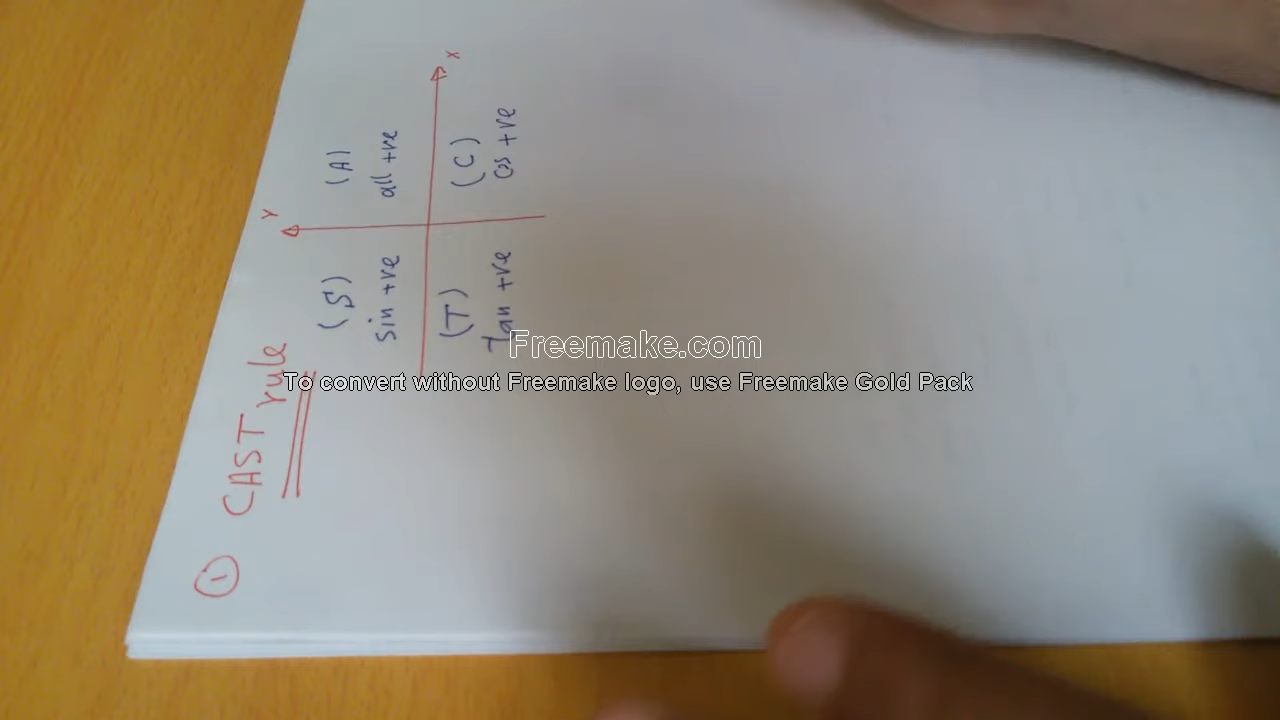 ① CAST rule
Y
(S) (A)
sin +ve all +ve
X
(T) (C)
Tan +ve cos +ve
Freemake.com
To convert without Freemake logo, use Freemake Gold Pack